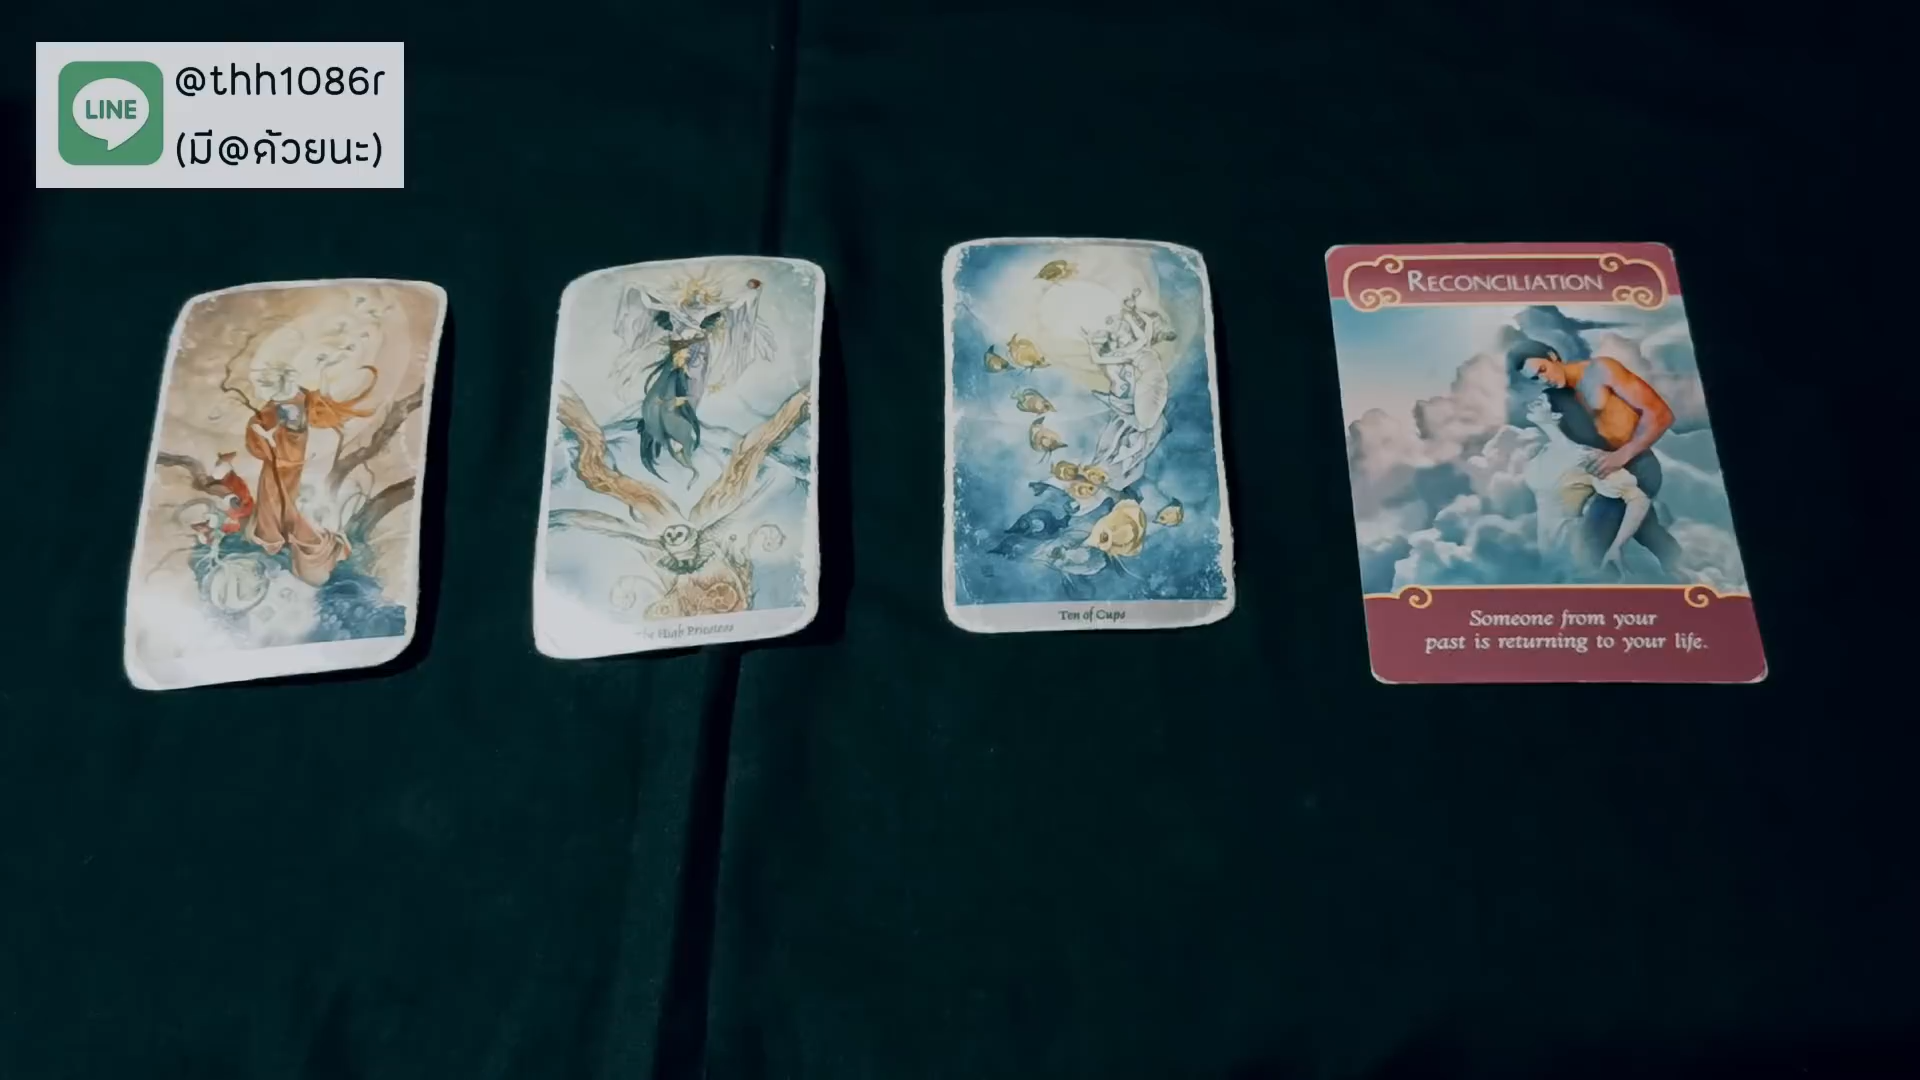 LINE
@thh1086r
(มี@ด้วยนะ)
The High Priestess
Ten of Cups
RECONCILIATION
Someone from your
past is returning to your life.